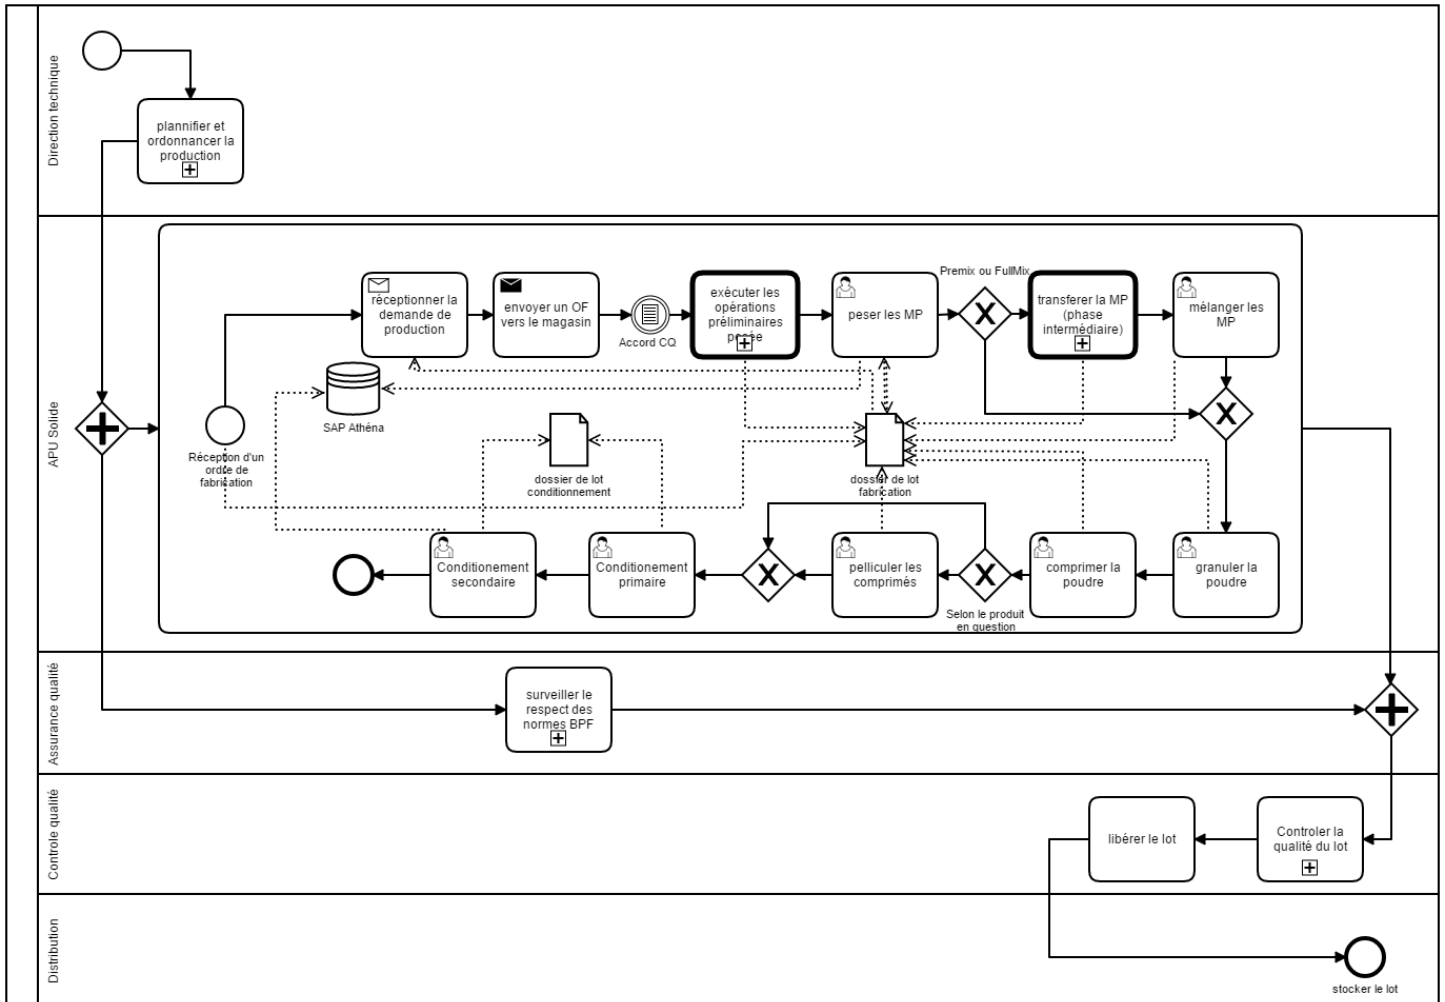 Direction technique
plannifier et
ordonnancer la
production
APU Solide
réceptionner la
demande de
production
envoyer un OF
vers le magasin
Accord CQ
exécuter les
opérations
préliminaires
pesée
peser les MP
Premix ou FullMix
transferer la MP
(phase
intermédiaire)
mélanger les
MP
SAP Athéna
Réception d'un
ordre de
fabrication
dossier de lot
conditionnement
dossier de lot
fabrication
Conditionement
secondaire
Conditionement
primaire
pelliculer les
comprimés
Selon le produit
en question
comprimer la
poudre
granuler la
poudre
Assurance qualité
surveiller le
respect des
normes BPF
Controle qualité
libérer le lot
Controler la
qualité du lot
Distribution
stocker le lot